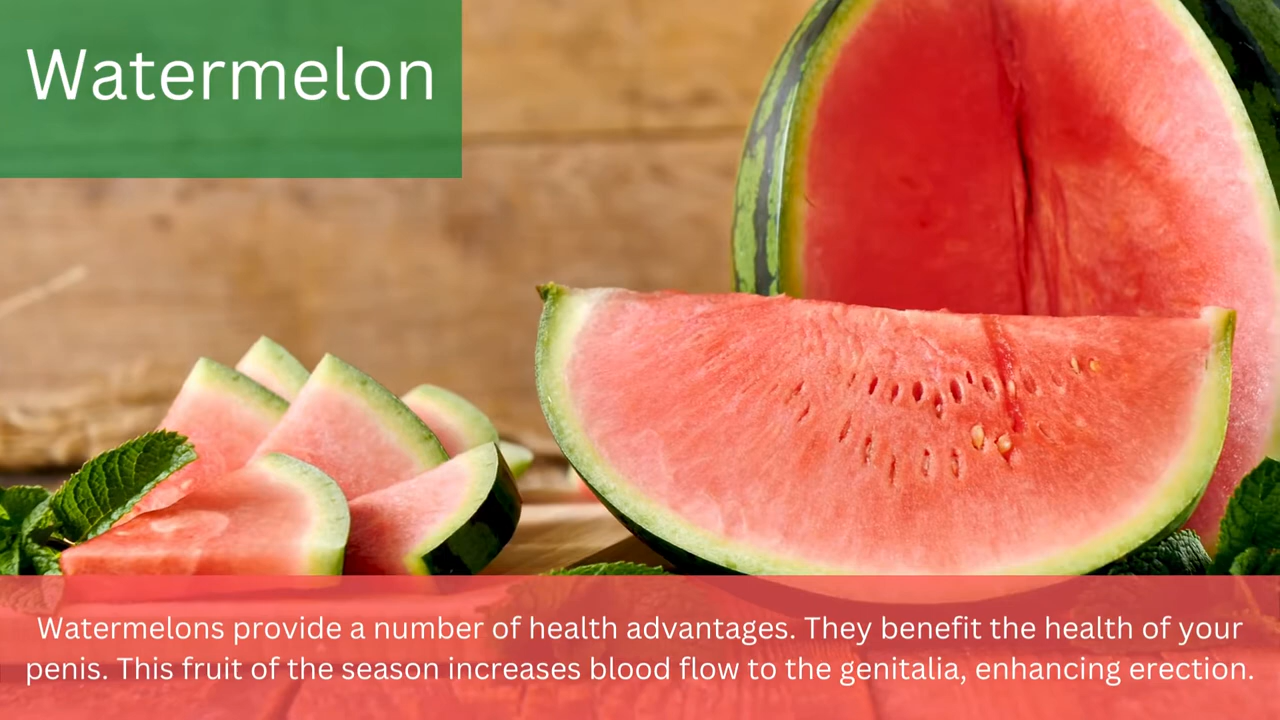 Watermelon
Watermelons provide a number of health advantages. They benefit the health of your
penis. This fruit of the season increases blood flow to the genitalia, enhancing erection.